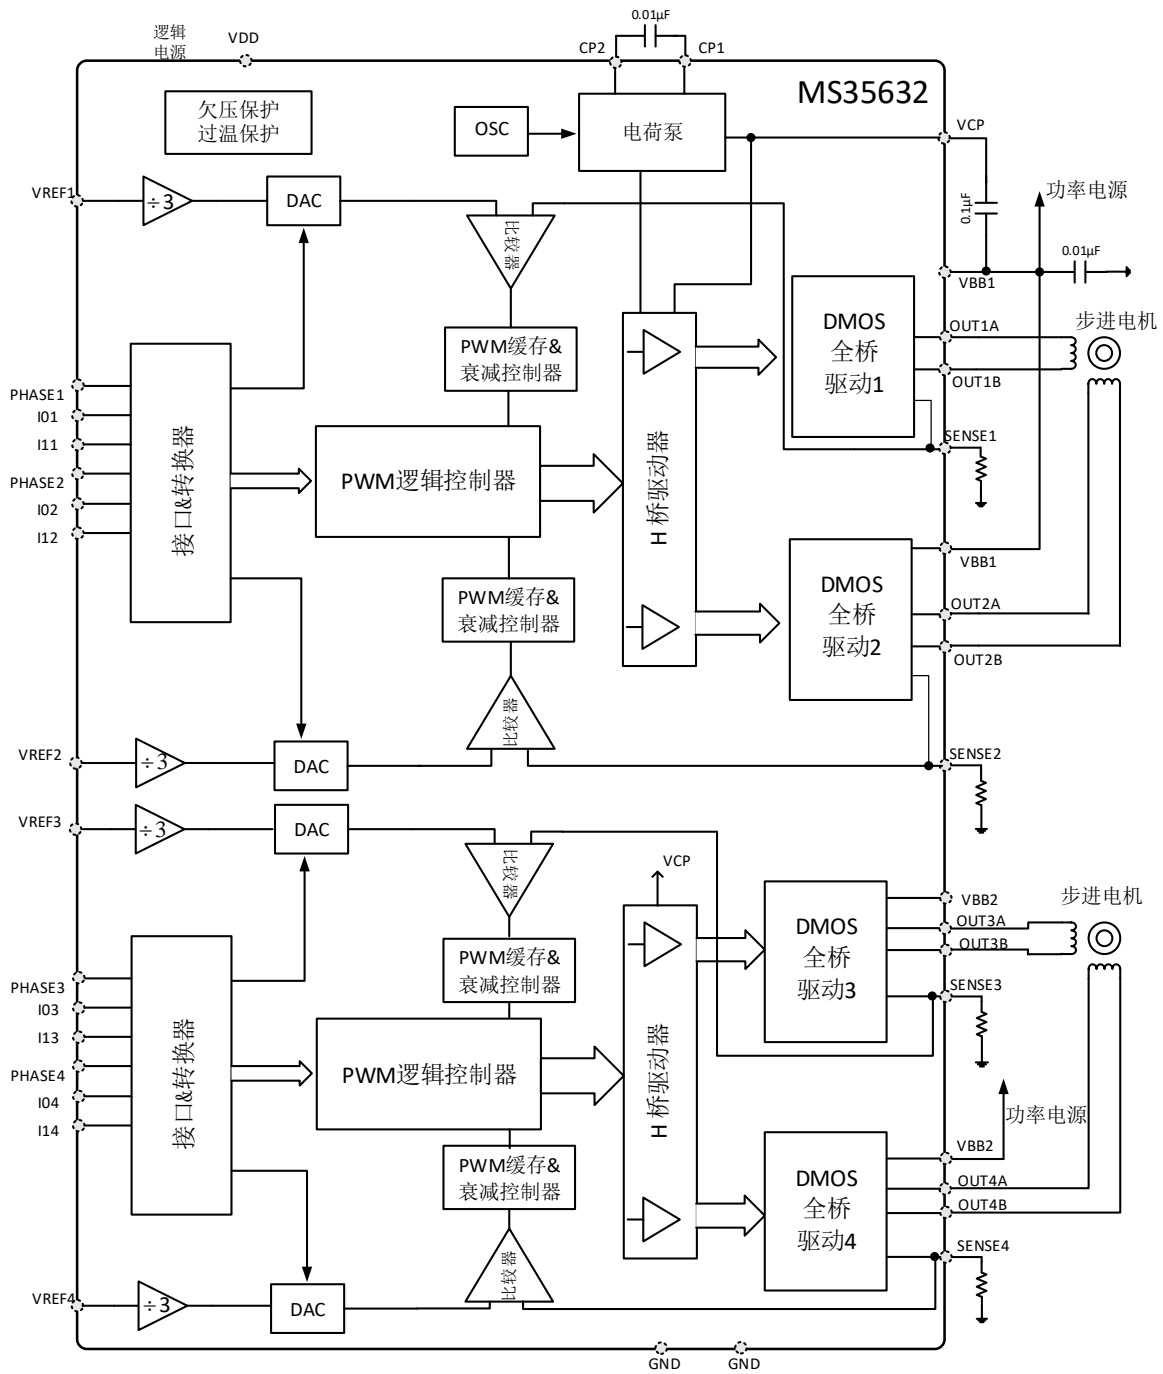 逻辑
电源
VDD
0.01μF
CP2
CP1
MS35632
欠压保护
过温保护
OSC
电荷泵
VCP
VREF1
÷3
DAC
比较器
0.1μF
功率电源
0.01μF
VBB1
DMOS
全桥
驱动1
OUT1A
步进电机
OUT1B
PWM缓存&
衰减控制器
PHASE1
I01
I11
PHASE2
I02
I12
接口&转换器
PWM逻辑控制器
H 桥驱动器
SENSE1
VBB1
DMOS
全桥
驱动2
OUT2A
OUT2B
PWM缓存&
衰减控制器
比较器
VREF2
÷3
DAC
SENSE2
VREF3
÷3
DAC
比较器
VCP
DMOS
全桥
驱动3
VBB2
OUT3A
OUT3B
步进电机
SENSE3
PWM缓存&
衰减控制器
PHASE3
I03
I13
PHASE4
I04
I14
接口&转换器
PWM逻辑控制器
H 桥驱动器
功率电源
VBB2
DMOS
全桥
驱动4
OUT4A
OUT4B
SENSE4
PWM缓存&
衰减控制器
比较器
VREF4
÷3
DAC
GND
GND